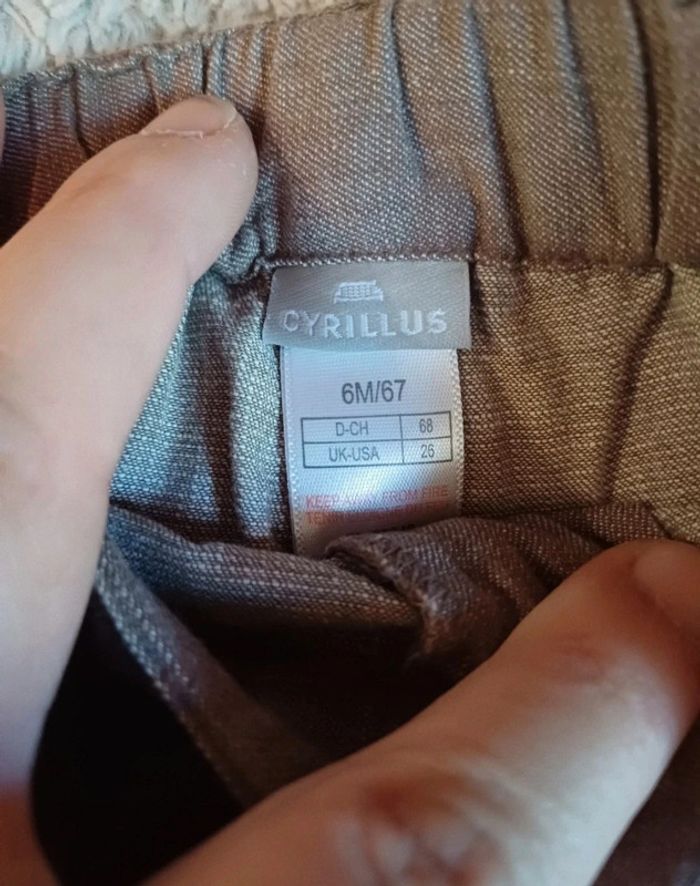 CYRILLUS
6M/67
D-CH 68
UK-USA 26
KEEP AWAY FROM FIRE